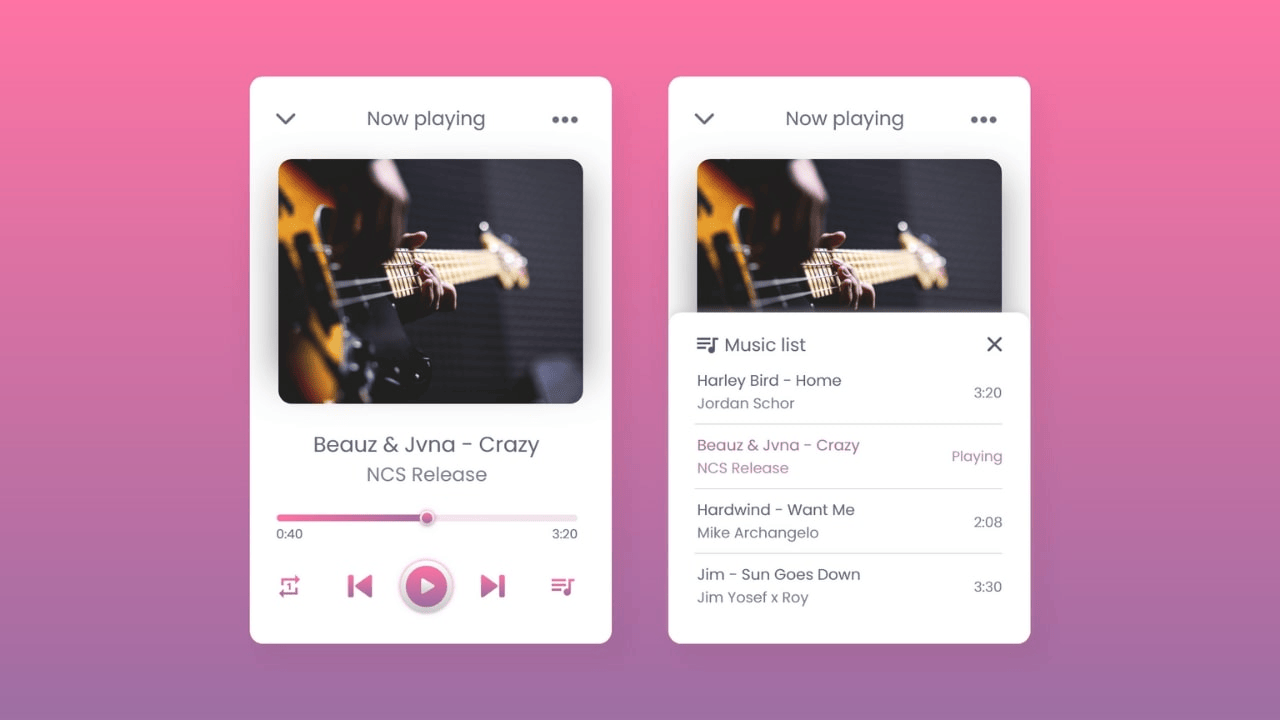 Now playing
Beauz & Jvna - Crazy
NCS Release
0:40
3:20
1
Now playing
Music list
Harley Bird - Home
Jordan Schor
3:20
Beauz & Jvna - Crazy
NCS Release
Playing
Hardwind - Want Me
Mike Archangelo
2:08
Jim - Sun Goes Down
Jim Yosef x Roy
3:30